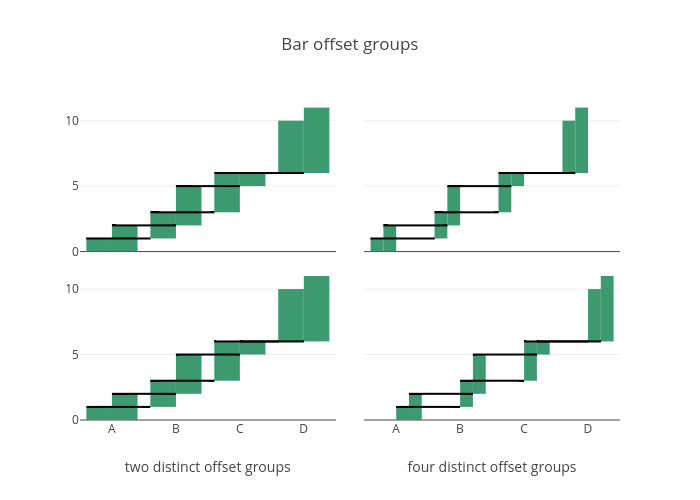 Bar offset groups
10
5
0
10
5
0
A B C D
A B C D
two distinct offset groups
four distinct offset groups